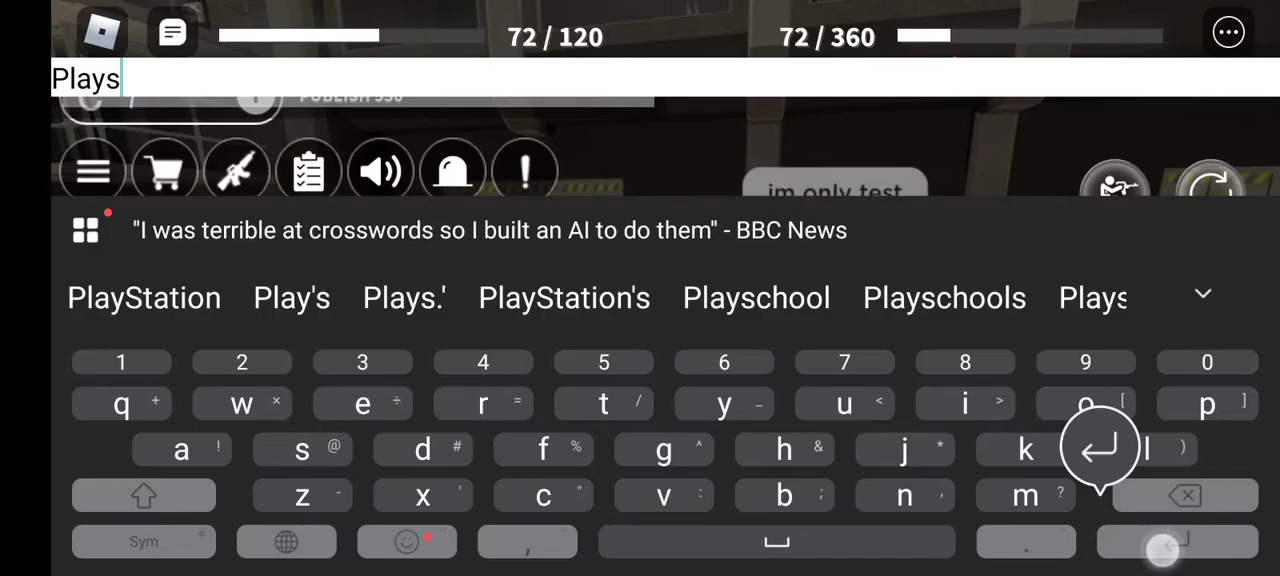 72 / 120
72 / 360
Plays
im only test
"I was terrible at crosswords so I built an AI to do them" - BBC News
PlayStation Play's Plays.' PlayStation's Playschool Playschools Plays
1 2 3 4 5 6 7 8 9 0
q + w × e ÷ r = t / y _ u < i > o [ p ]
a ! s @ d # f % g ^ h & j * k l )
z - x ' c " v : b ; n , m ?
Sym , .